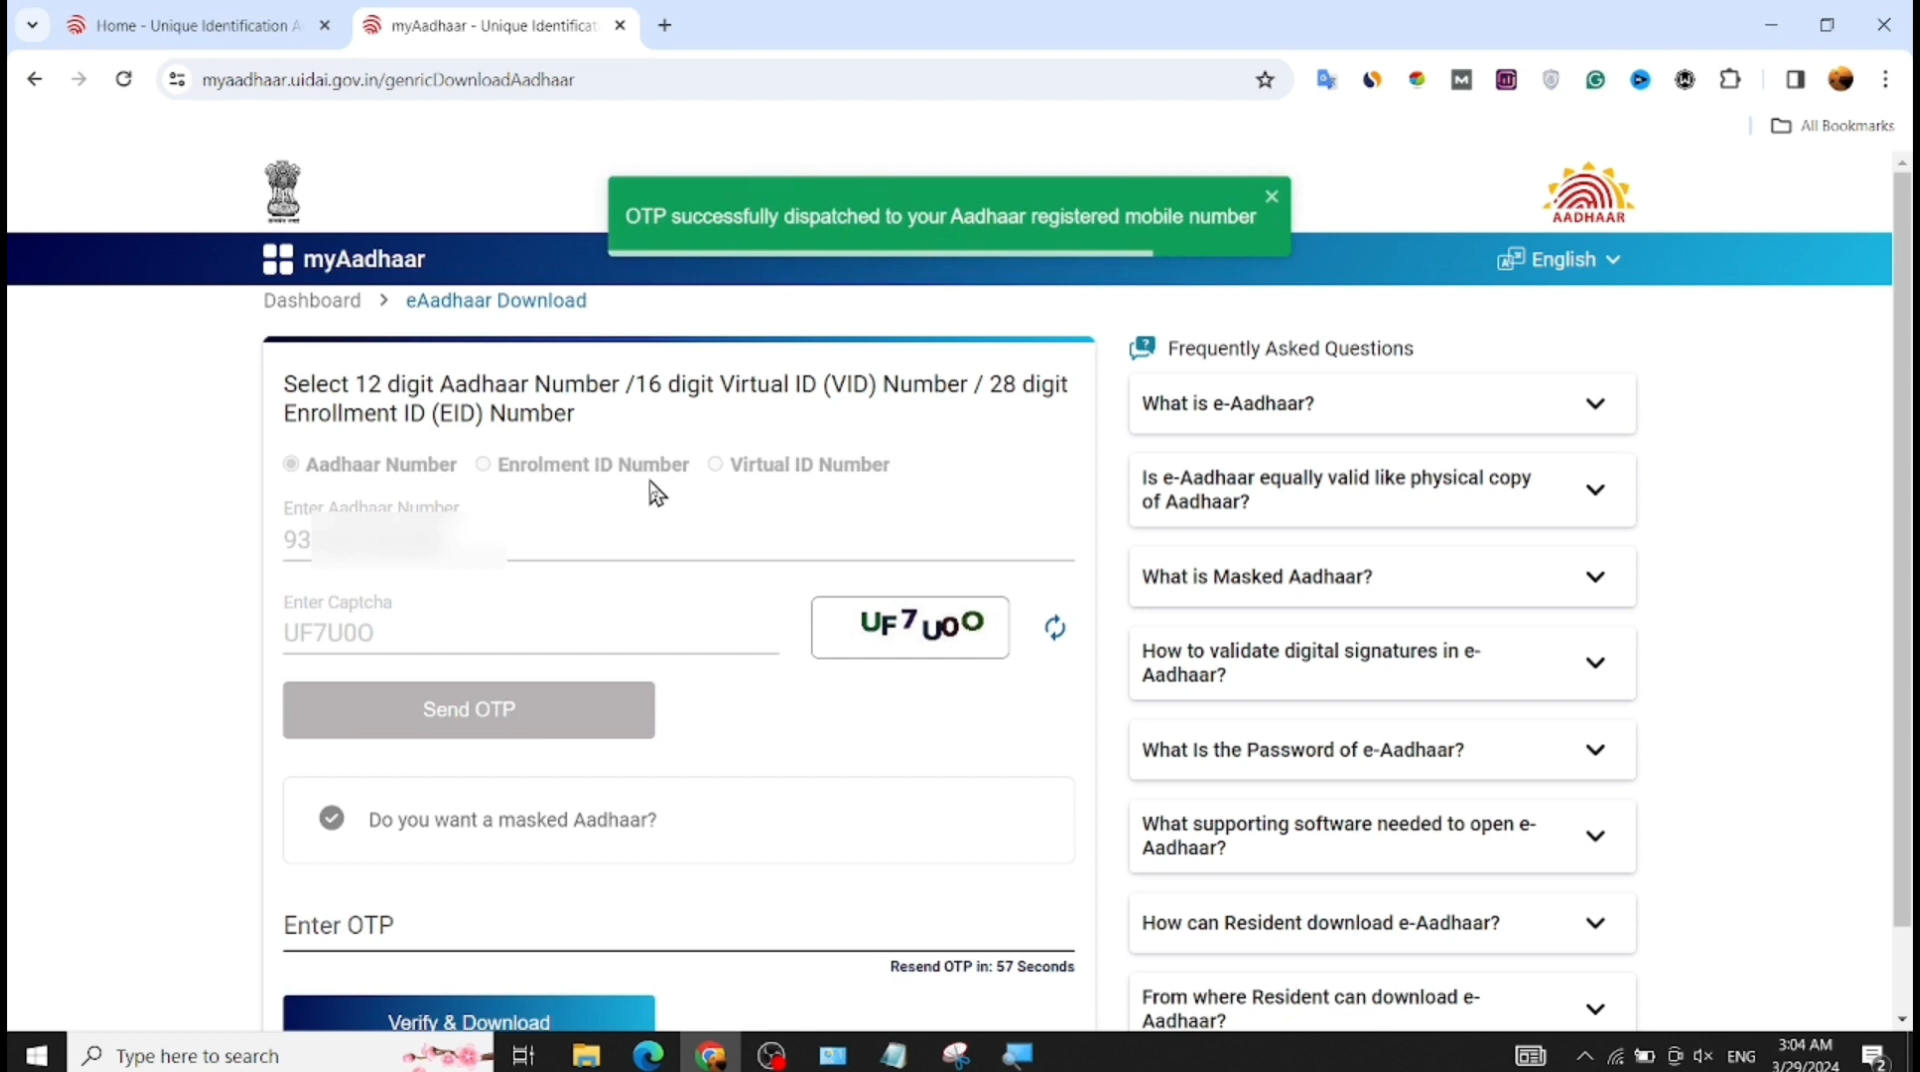 Home - Unique Identification A
myAadhaar - Unique Identificat
myaadhaar.uidai.gov.in/genricDownloadAadhaar
All Bookmarks
OTP successfully dispatched to your Aadhaar registered mobile number
AADHAAR
myAadhaar
English
Dashboard > eAadhaar Download
Select 12 digit Aadhaar Number /16 digit Virtual ID (VID) Number / 28 digit
Enrollment ID (EID) Number
Aadhaar Number Enrolment ID Number Virtual ID Number
Enter Aadhaar Number
93
Enter Captcha
UF7U0O
UF7U0O
Send OTP
Do you want a masked Aadhaar?
Enter OTP
Resend OTP in: 57 Seconds
Verify & Download
Frequently Asked Questions
What is e-Aadhaar?
Is e-Aadhaar equally valid like physical copy
of Aadhaar?
What is Masked Aadhaar?
How to validate digital signatures in e-
Aadhaar?
What Is the Password of e-Aadhaar?
What supporting software needed to open e-
Aadhaar?
How can Resident download e-Aadhaar?
From where Resident can download e-
Aadhaar?
Type here to search
ENG
3:04 AM
3/29/2024
2